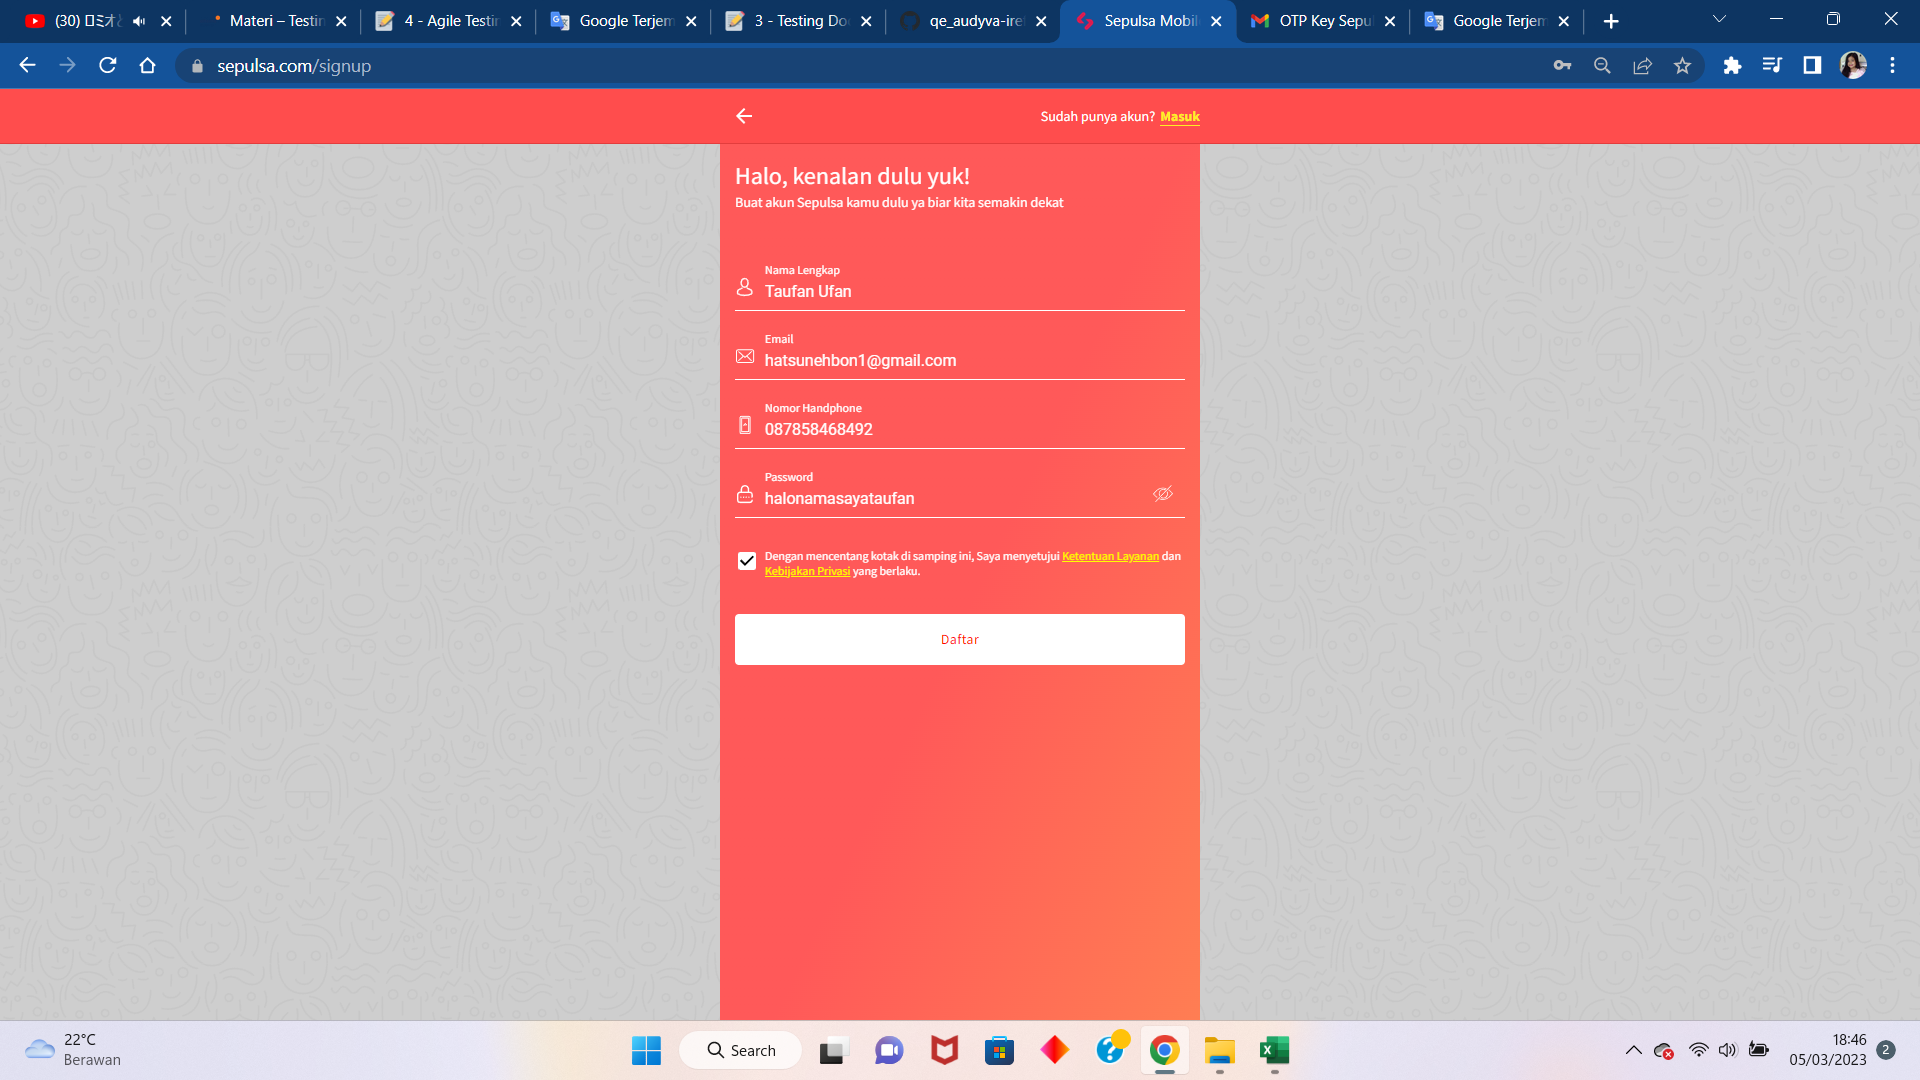 (30) ロミオと
Materi – Testin
4 - Agile Testin
Google Terjem
3 - Testing Do
qe_audyva-ire
Sepulsa Mobil
OTP Key Sepu
Google Terjem
sepulsa.com/signup
Sudah punya akun? Masuk
Halo, kenalan dulu yuk!
Buat akun Sepulsa kamu dulu ya biar kita semakin dekat
Nama Lengkap
Taufan Ufan
Email
hatsunehbon1@gmail.com
Nomor Handphone
087858468492
Password
halonamasayataufan
Dengan mencentang kotak di samping ini, Saya menyetujui Ketentuan Layanan dan
Kebijakan Privasi yang berlaku.
Daftar
22°C
Berawan
Search
18:46
05/03/2023
2